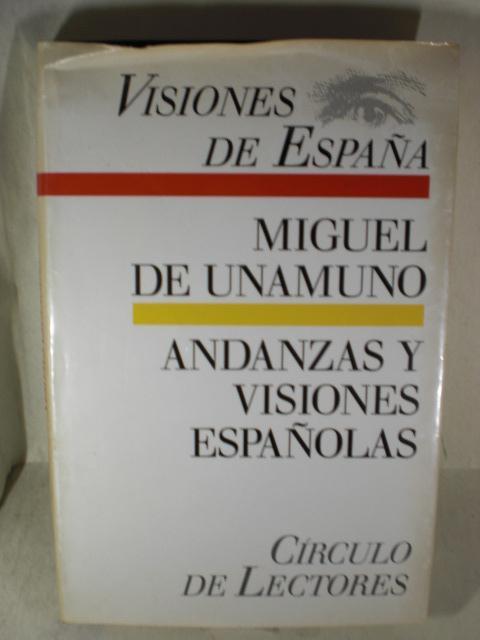 VISIONES
DE ESPAÑA
MIGUEL
DE UNAMUNO
ANDANZAS Y
VISIONES
ESPAÑOLAS
CÍRCULO
DE LECTORES